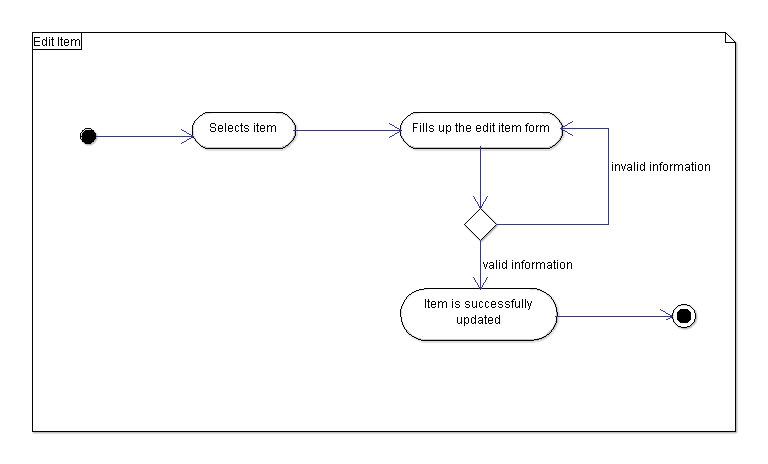 Edit Item
Selects item
Fills up the edit item form
invalid information
valid information
Item is successfully
updated